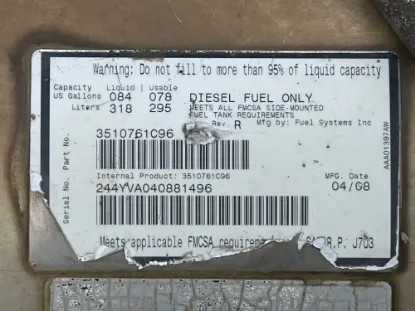 Warning: Do not fill to more than 95% of liquid capacity
Capacity Liquid Usable
US Gallons 084 078 DIESEL FUEL ONLY
Liters 318 295 MEETS ALL FMCSA SIDE-MOUNTED
FUEL TANK REQUIREMENTS
Rev. R Mfg by: Fuel Systems Inc
3510761C96
Part No.
Internal Product: 3510761C96 MFG. Date
244YVA040881496 04/08
Serial No.
Meets applicable FMCSA J703
AAA01397AW